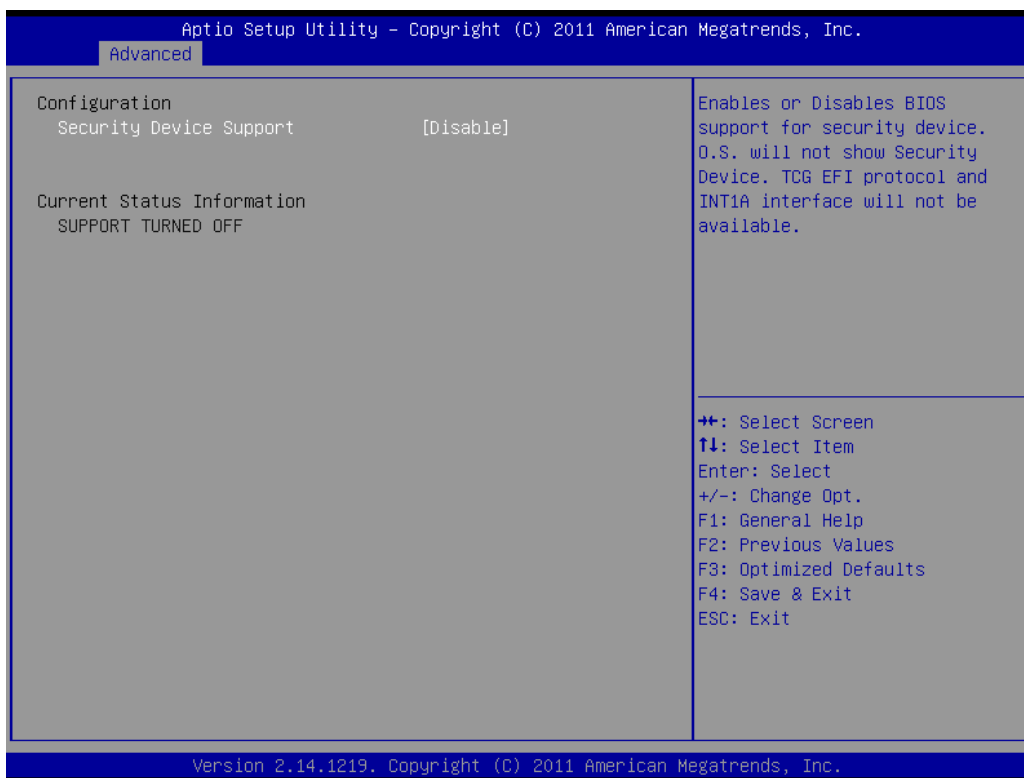 Aptio Setup Utility – Copyright (C) 2011 American Megatrends, Inc.
Advanced
Configuration
Security Device Support [Disable]
Current Status Information
SUPPORT TURNED OFF
Enables or Disables BIOS
support for security device.
O.S. will not show Security
Device. TCG EFI protocol and
INT1A interface will not be
available.
→←: Select Screen
↑↓: Select Item
Enter: Select
+/-: Change Opt.
F1: General Help
F2: Previous Values
F3: Optimized Defaults
F4: Save & Exit
ESC: Exit
Version 2.14.1219. Copyright (C) 2011 American Megatrends, Inc.